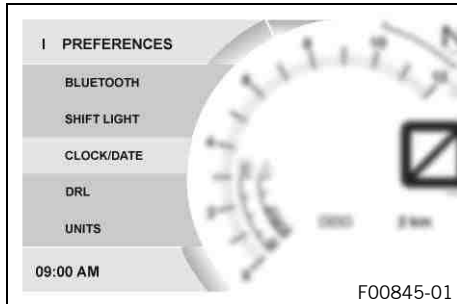 I PREFERENCES
BLUETOOTH
SHIFT LIGHT
CLOCK/DATE
DRL
UNITS
09:00 AM
F00845-01